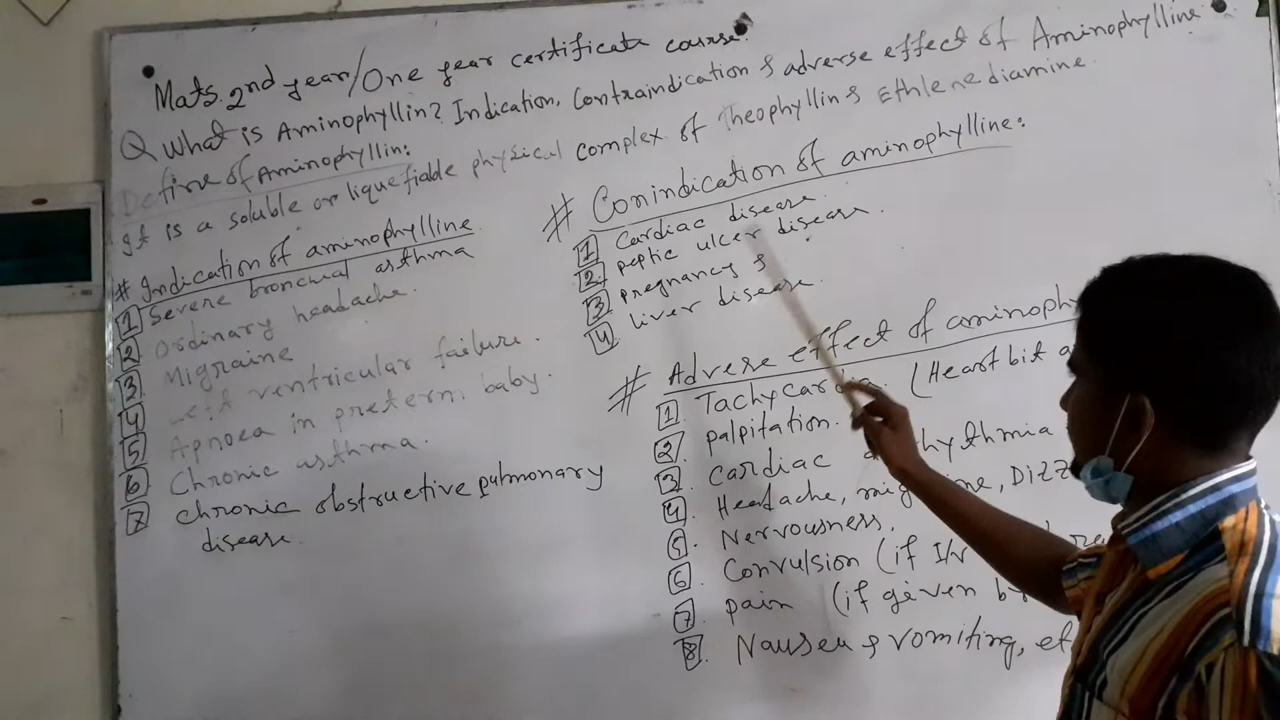 Mats. 2nd year/One year certificate course.
Q What is Aminophyllin? Indication, Contraindication & adverse effect of Aminophylline
Define of Aminophyllin:
It is a soluble or liquefiable physical complex of Theophyllin & Ethlenediamine.
# Indication of aminophylline
1 Severe bronchial asthma
2 Ordinary headache.
3 Migraine
4 Left ventricular failure.
5 Apnoea in preterm baby.
6 Chronic asthma.
7 Chronic obstructive pulmonary
disease.
# Conindication of aminophylline:
1 Cardiac disease.
2. peptic ulcer disease.
3 pregnancy &
4 liver disease.
# Adverse effect of aminophy
1 Tachycardia. (Heart bit
2. palpitation.
3. Cardiac
4. Headache, Dizz
5. Nervousness,
6. Convulsion (if I/V
7. pain (if given by
8. Nausea & vomiting, et